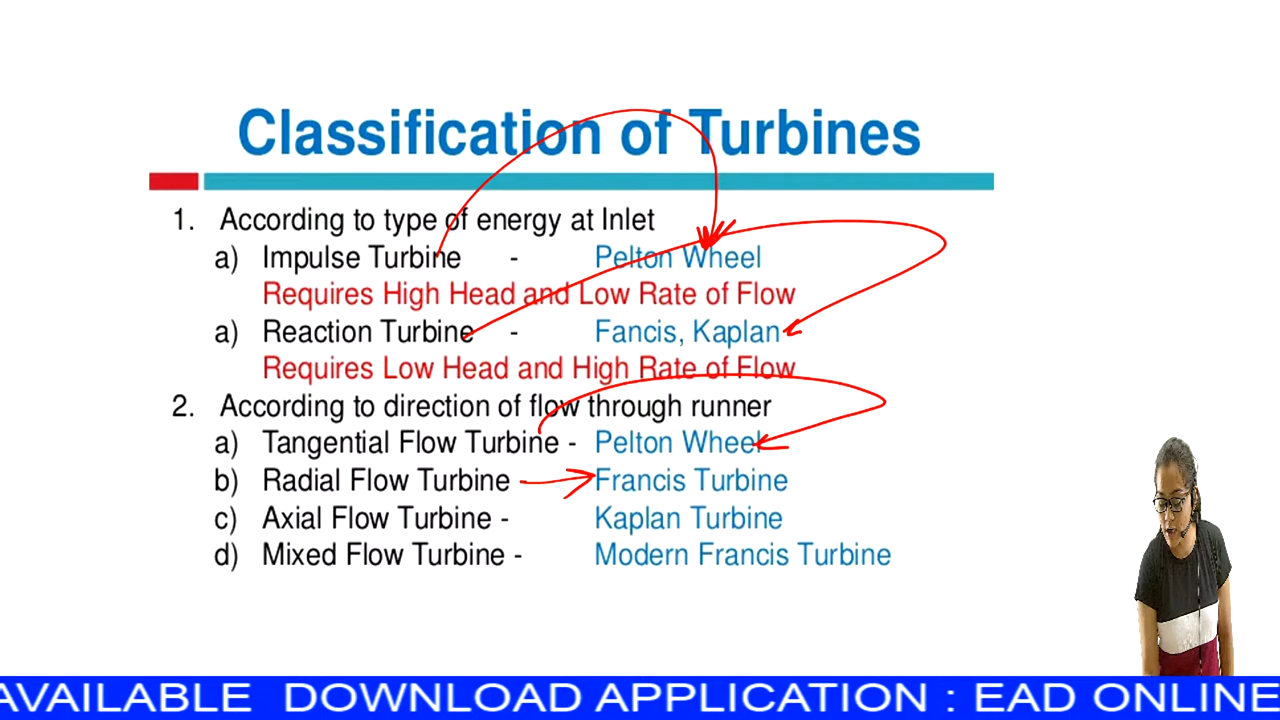 Classification of Turbines
1. According to type of energy at Inlet
a) Impulse Turbine - Pelton Wheel
Requires High Head and Low Rate of Flow
a) Reaction Turbine - Fancis, Kaplan
Requires Low Head and High Rate of Flow
2. According to direction of flow through runner
a) Tangential Flow Turbine - Pelton Wheel
b) Radial Flow Turbine Francis Turbine
c) Axial Flow Turbine - Kaplan Turbine
d) Mixed Flow Turbine - Modern Francis Turbine
AVAILABLE DOWNLOAD APPLICATION : EAD ONLINE